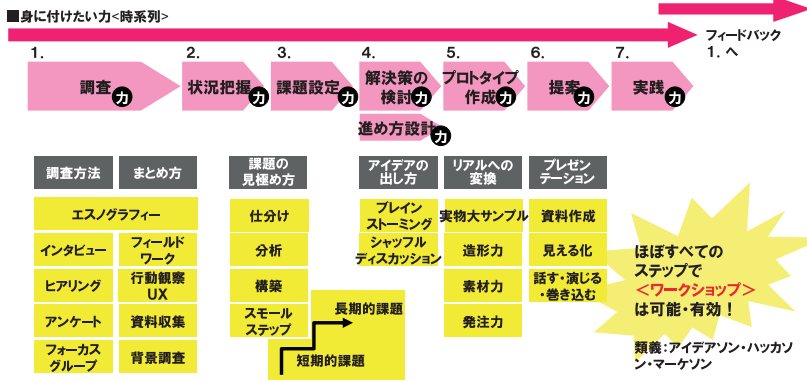 ■身に付けたい力<時系列>
フィードバック
1. へ
1.
2.
3.
4.
5.
6.
7.
調査 力
状況把握 力
課題設定 力
解決策の
検討 力
プロトタイプ
作成 力
提案 力
実践 力
進め方設計 力
調査方法
まとめ方
課題の
見極め方
アイデアの
出し方
リアルへの
変換
プレゼン
テーション
エスノグラフィー
インタビュー
フィールド
ワーク
ヒアリング
行動観察
UX
アンケート
資料収集
フォーカス
グループ
背景調査
仕分け
分析
構築
スモール
ステップ
長期的課題
短期的課題
ブレイン
ストーミング
シャッフル
ディスカッション
実物大サンプル
造形力
素材力
発注力
資料作成
見える化
話す・演じる
・巻き込む
ほぼすべての
ステップで
＜ワークショップ＞
は可能・有効！
類義：アイデアソン・ハッカソ
ン・マーケソン